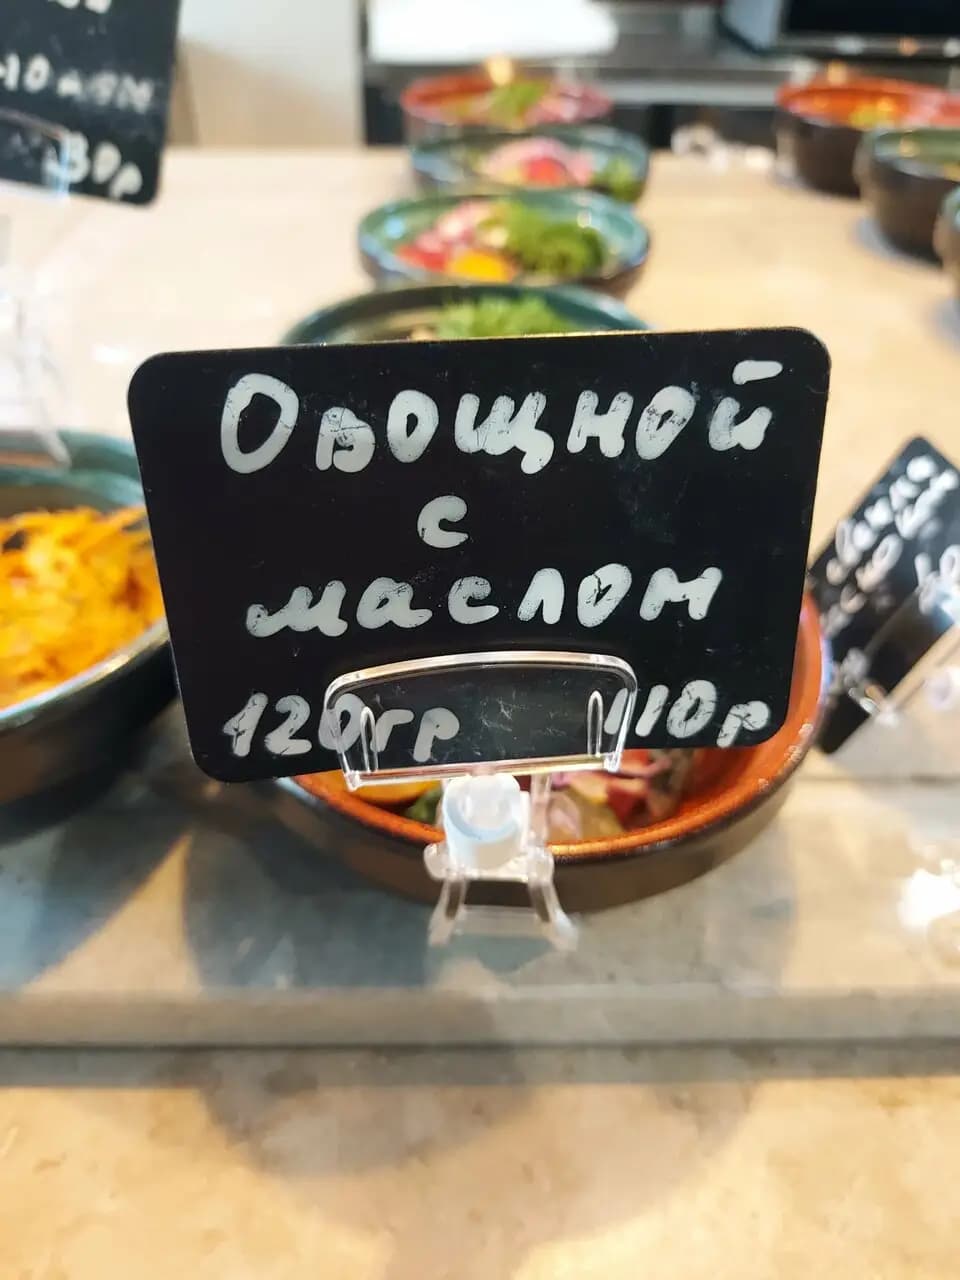 Овощной
с
маслом
120гр 110р